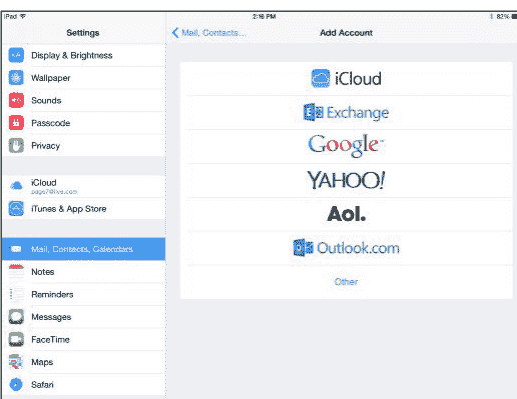 iPad
2:16 PM
82%
Settings
Mail, Contacts...
Add Account
Display & Brightness
Wallpaper
Sounds
Passcode
Privacy
iCloud
iTunes & App Store
Mail, Contacts, Calendars
Notes
Reminders
Messages
FaceTime
Maps
Safari
iCloud
Exchange
Google
YAHOO!
Aol.
Outlook.com
Other